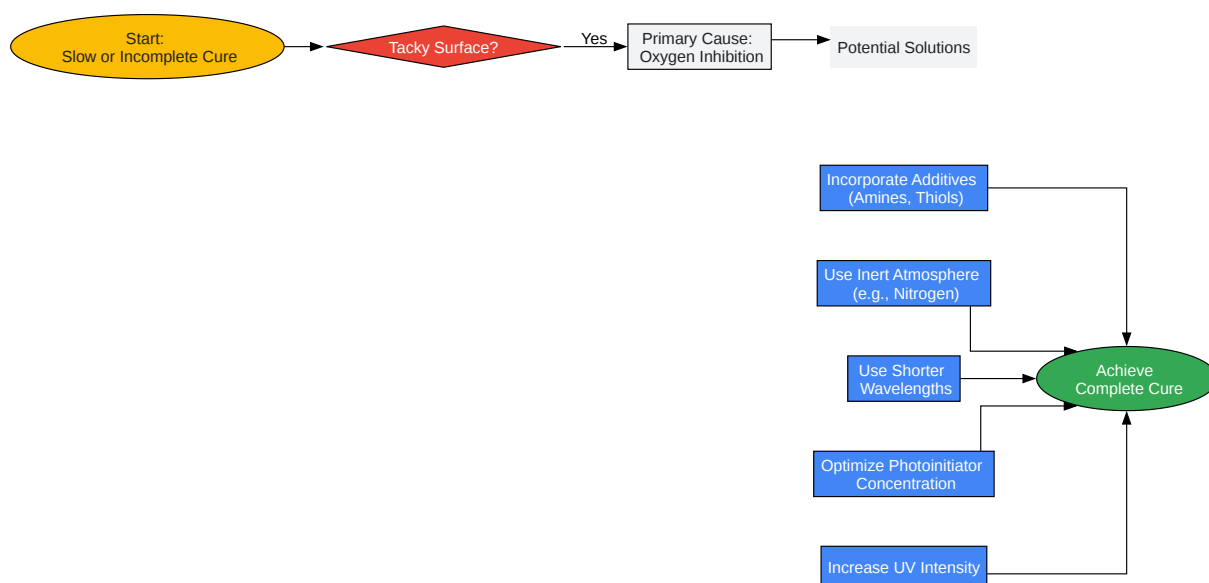 Start:
Slow or Incomplete Cure
Tacky Surface?
Yes
Primary Cause:
Oxygen Inhibition
Potential Solutions
Incorporate Additives
(Amines, Thiols)
Use Inert Atmosphere
(e.g., Nitrogen)
Use Shorter
Wavelengths
Achieve
Complete Cure
Optimize Photoinitiator
Concentration
Increase UV Intensity